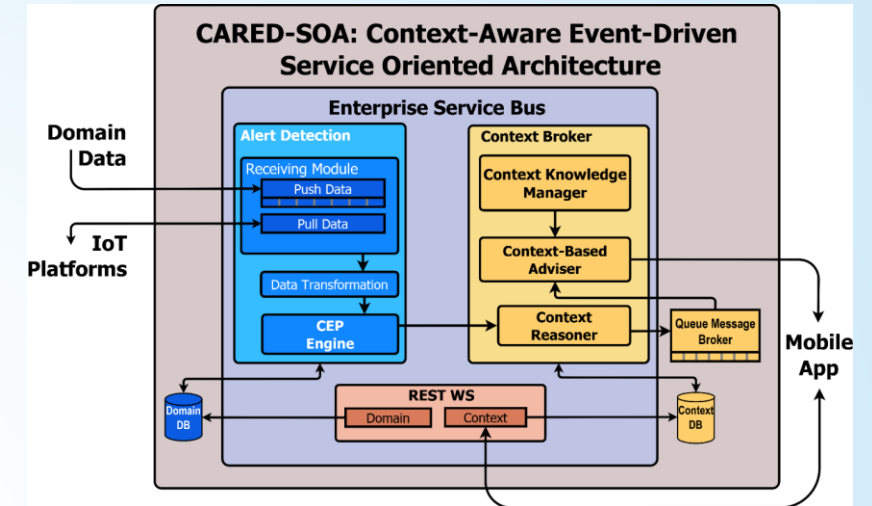 CARED-SOA: Context-Aware Event-Driven
Service Oriented Architecture
Enterprise Service Bus
Domain
Data
IoT
Platforms
Alert Detection
Receiving Module
Push Data
Pull Data
Data Transformation
CEP
Engine
Context Broker
Context Knowledge
Manager
Context-Based
Adviser
Context
Reasoner
Queue Message
Broker
Mobile
App
REST WS
Domain
Context
Domain
DB
Context
DB